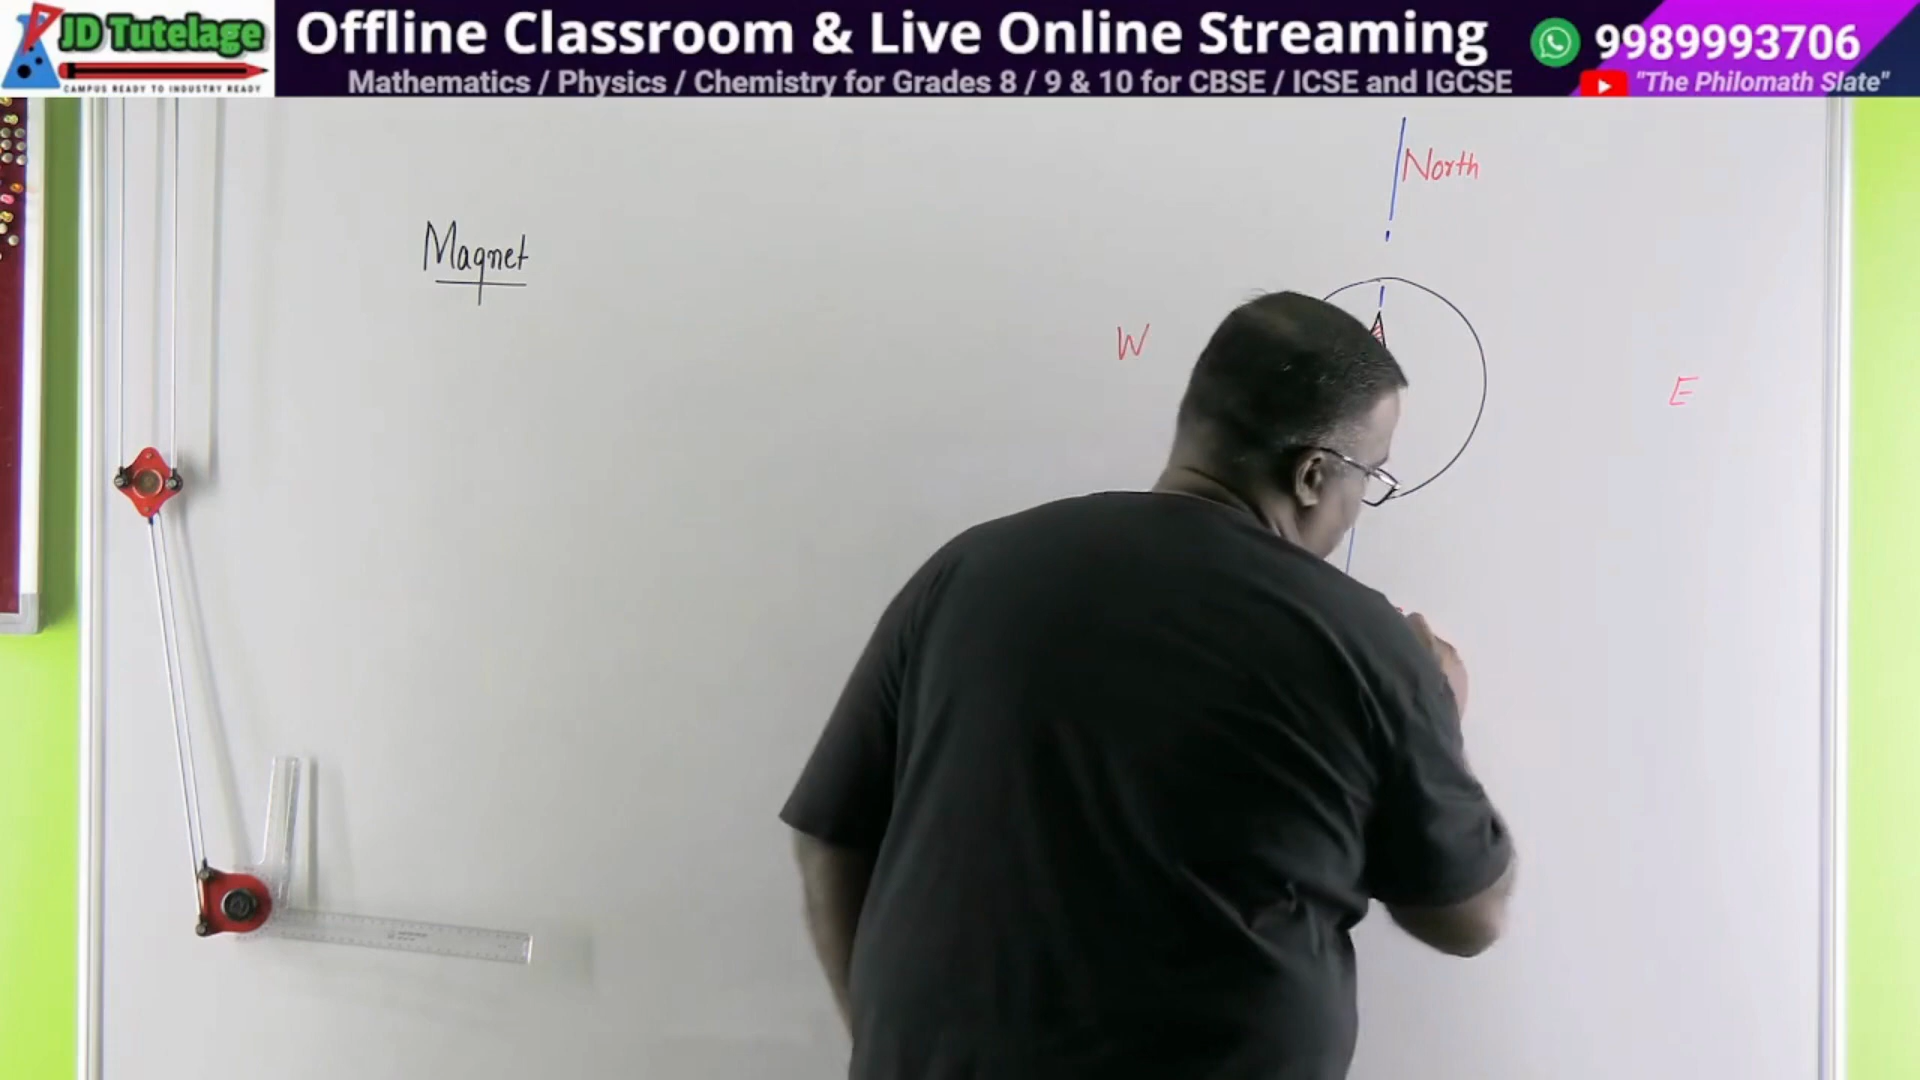 JD Tutelage
CAMPUS READY TO INDUSTRY READY
Offline Classroom & Live Online Streaming
Mathematics / Physics / Chemistry for Grades 8 / 9 & 10 for CBSE / ICSE and IGCSE
9989993706
"The Philomath Slate"
North
Magnet
W
E